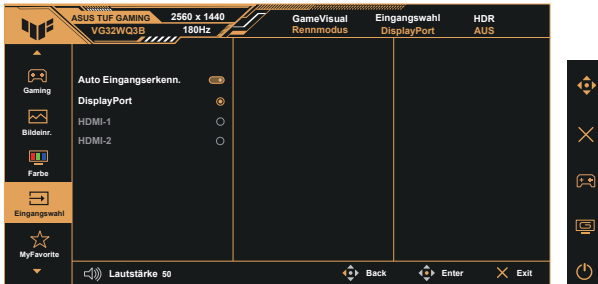 ASUS TUF GAMING 2560 x 1440
VG32WQ3B 180Hz
GameVisual Eingangswahl HDR
Rennmodus DisplayPort AUS
Gaming
Bildeinr.
Farbe
Eingangswahl
MyFavorite
Auto Eingangserkenn.
DisplayPort
HDMI-1
HDMI-2
Lautstärke 50 Back Enter Exit